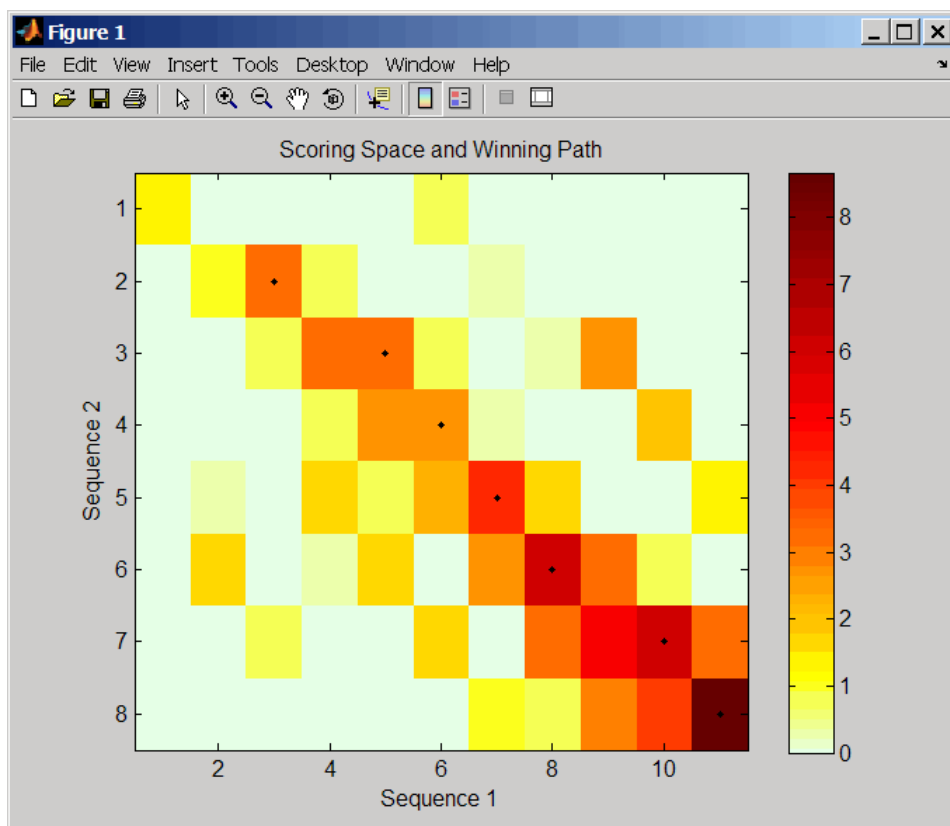 Figure 1
File Edit View Insert Tools Desktop Window Help
Scoring Space and Winning Path
1
2
3
4
5
6
7
8
Sequence 2
2 4 6 8 10
Sequence 1
8
7
6
5
4
3
2
1
0